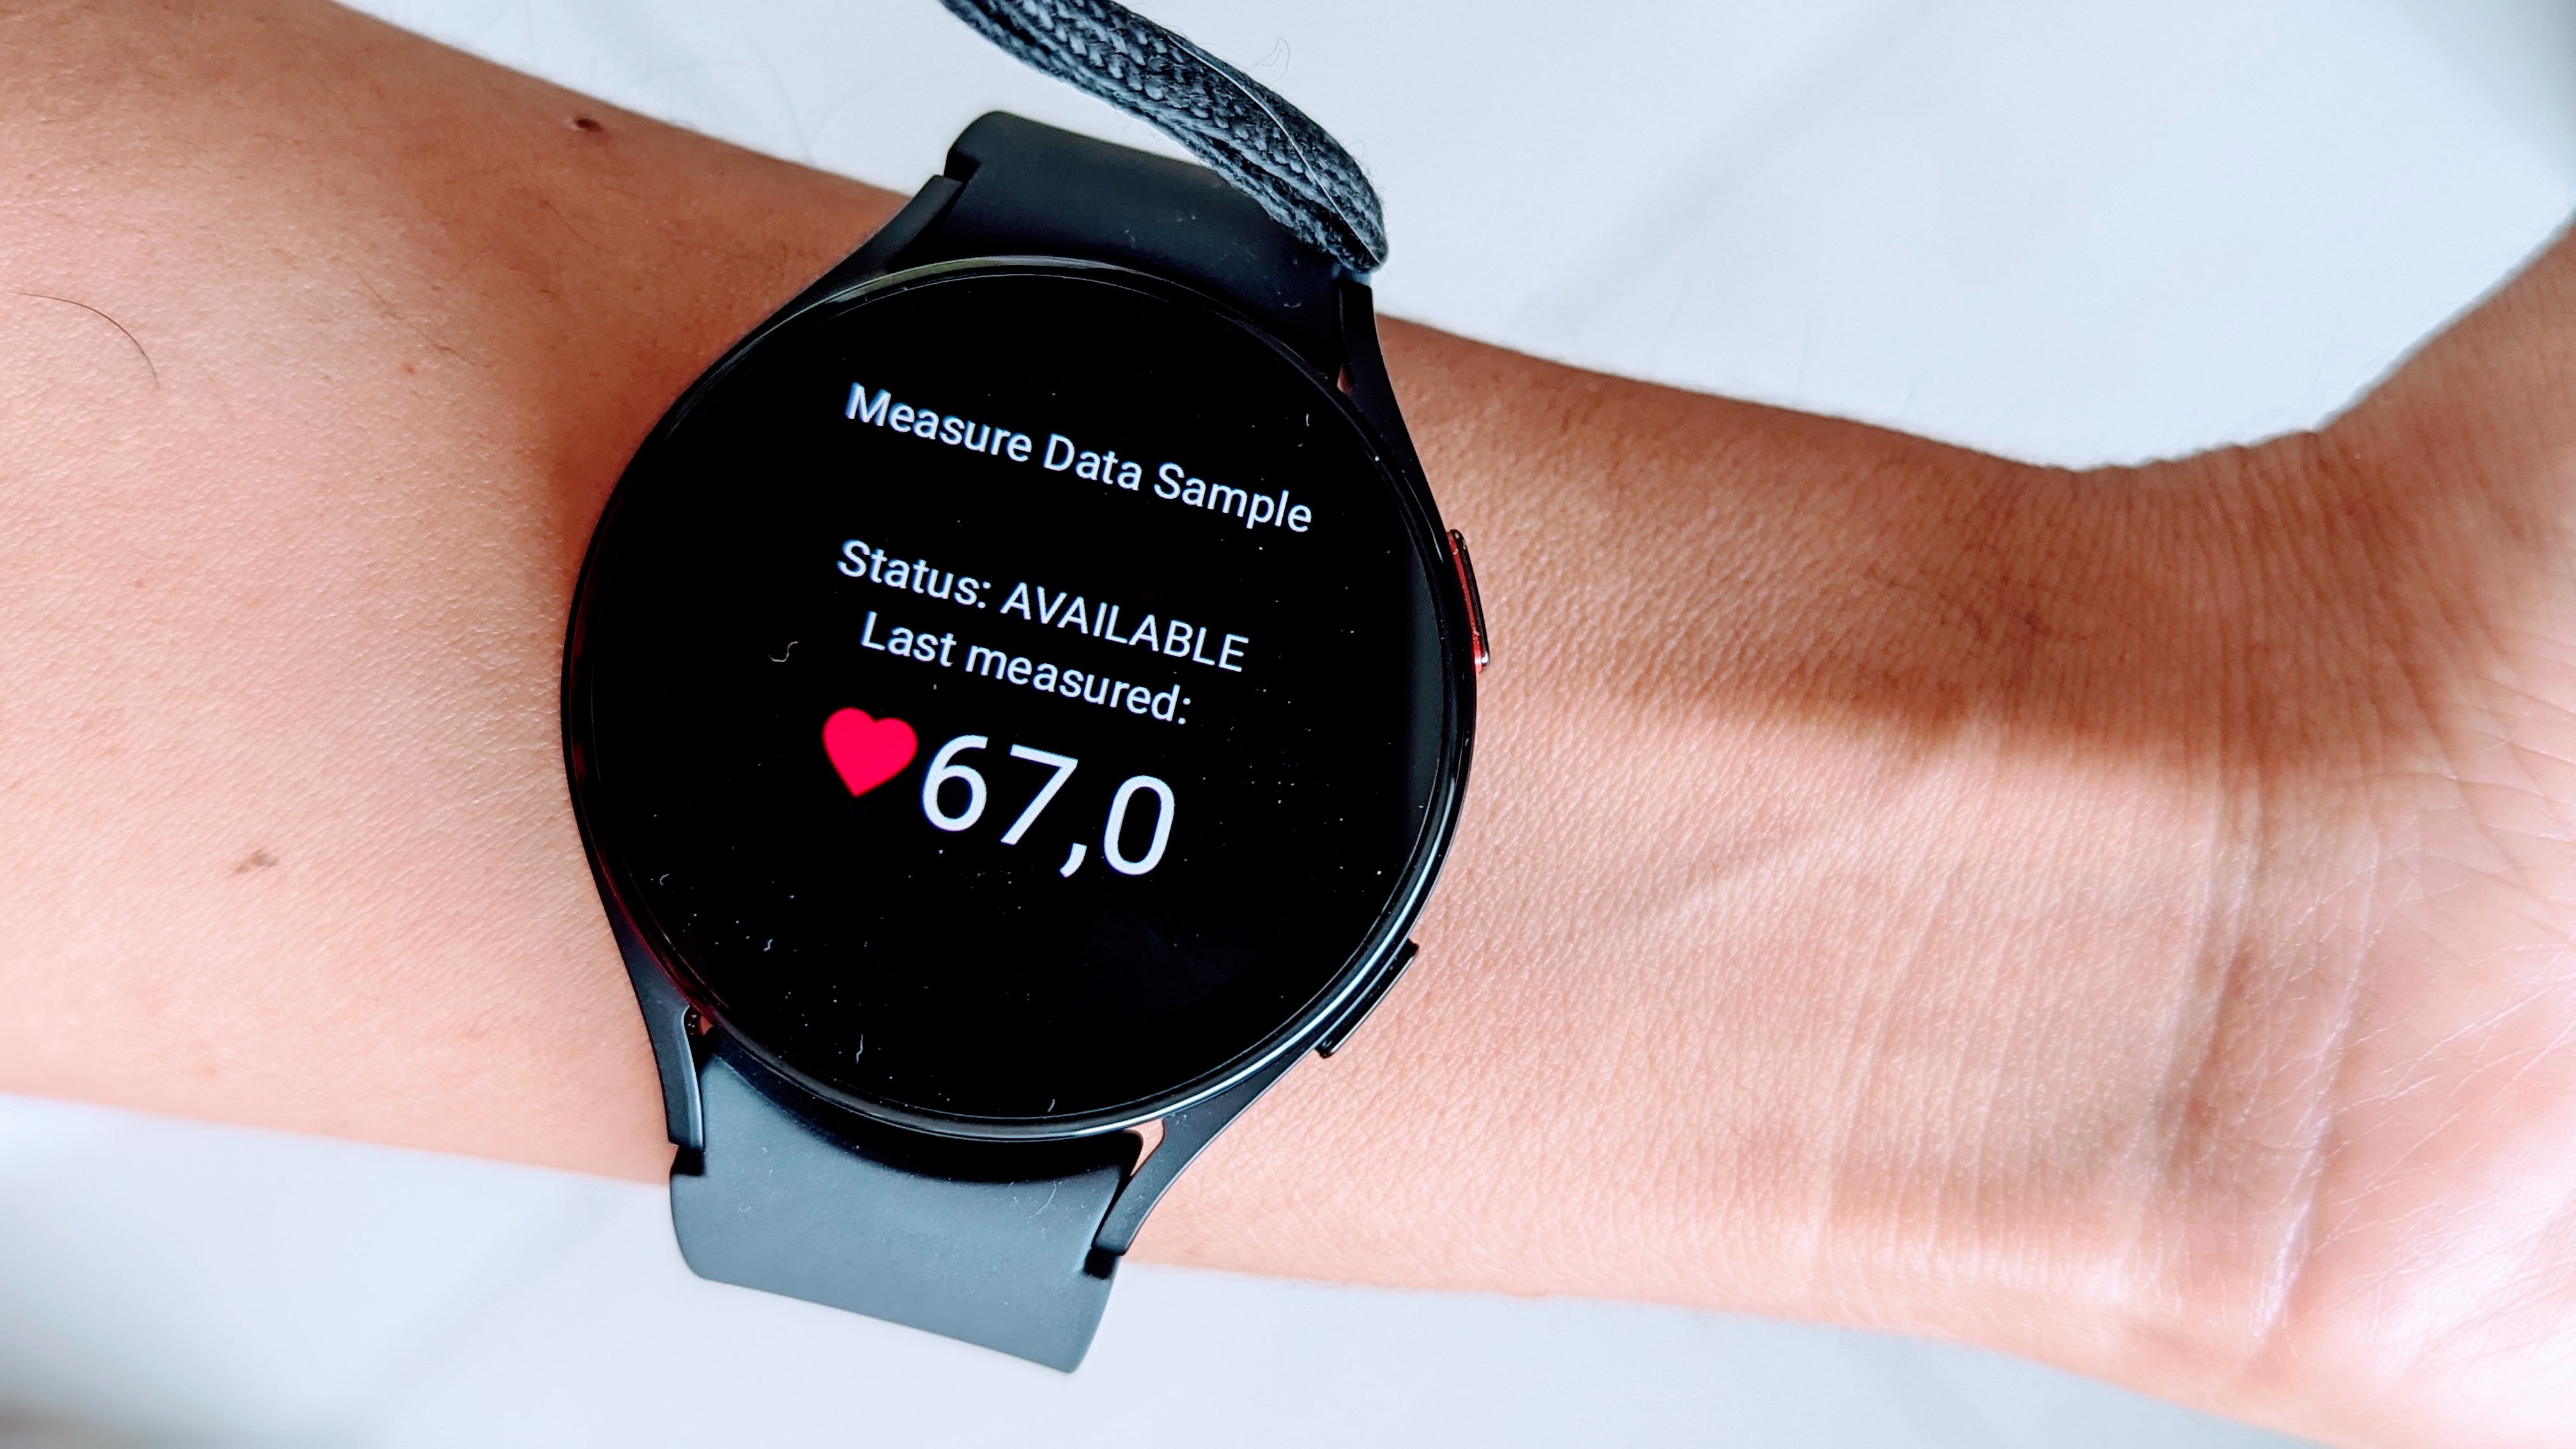 Measure Data Sample
Status: AVAILABLE
Last measured:
❤67,0